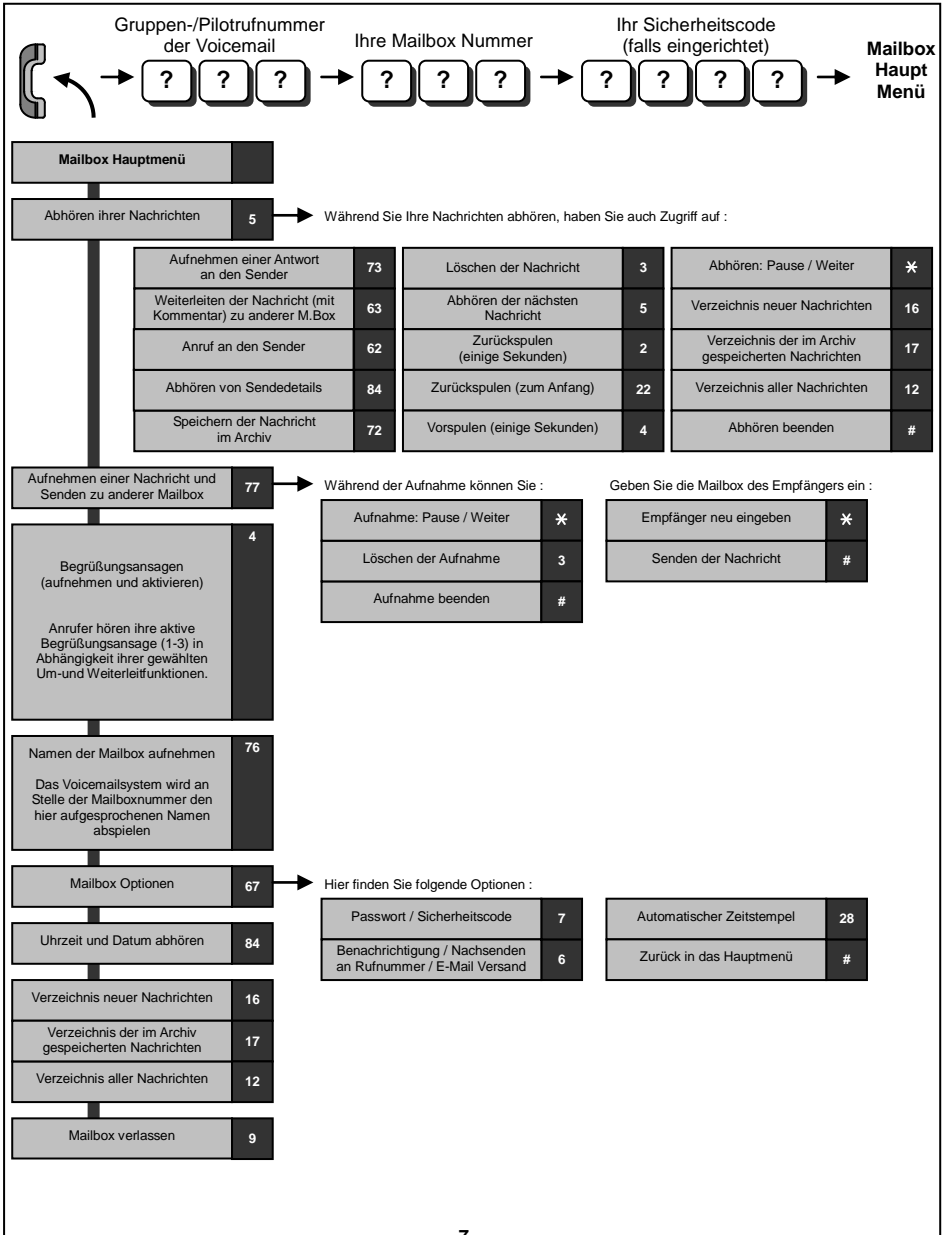 Gruppen-/Pilotrufnummer
der Voicemail
Ihre Mailbox Nummer
Ihr Sicherheitscode
(falls eingerichtet)
? ? ?
? ? ?
? ? ? ?
Mailbox
Haupt
Menü
Mailbox Hauptmenü
Abhören ihrer Nachrichten 5
Während Sie Ihre Nachrichten abhören, haben Sie auch Zugriff auf :
Aufnehmen einer Antwort
an den Sender 73
Löschen der Nachricht 3
Abhören: Pause / Weiter *
Weiterleiten der Nachricht (mit
Kommentar) zu anderer M.Box 63
Abhören der nächsten
Nachricht 5
Verzeichnis neuer Nachrichten 16
Anruf an den Sender 62
Zurückspulen
(einige Sekunden) 2
Verzeichnis der im Archiv
gespeicherten Nachrichten 17
Abhören von Sendedetails 84
Zurückspulen (zum Anfang) 22
Verzeichnis aller Nachrichten 12
Speichern der Nachricht
im Archiv 72
Vorspulen (einige Sekunden) 4
Abhören beenden #
Aufnehmen einer Nachricht und
Senden zu anderer Mailbox 77
Während der Aufnahme können Sie :
Aufnahme: Pause / Weiter *
Löschen der Aufnahme 3
Aufnahme beenden #
Geben Sie die Mailbox des Empfängers ein :
Empfänger neu eingeben *
Senden der Nachricht #
4
Begrüßungsansagen
(aufnehmen und aktivieren)
Anrufer hören ihre aktive
Begrüßungsansage (1-3) in
Abhängigkeit ihrer gewählten
Um-und Weiterleitfunktionen.
Namen der Mailbox aufnehmen 76
Das Voicemailsystem wird an
Stelle der Mailboxnummer den
hier aufgesprochenen Namen
abspielen
Mailbox Optionen 67
Hier finden Sie folgende Optionen :
Passwort / Sicherheitscode 7
Automatischer Zeitstempel 28
Benachrichtigung / Nachsenden
an Rufnummer / E-Mail Versand 6
Zurück in das Hauptmenü #
Uhrzeit und Datum abhören 84
Verzeichnis neuer Nachrichten 16
Verzeichnis der im Archiv
gespeicherten Nachrichten 17
Verzeichnis aller Nachrichten 12
Mailbox verlassen 9